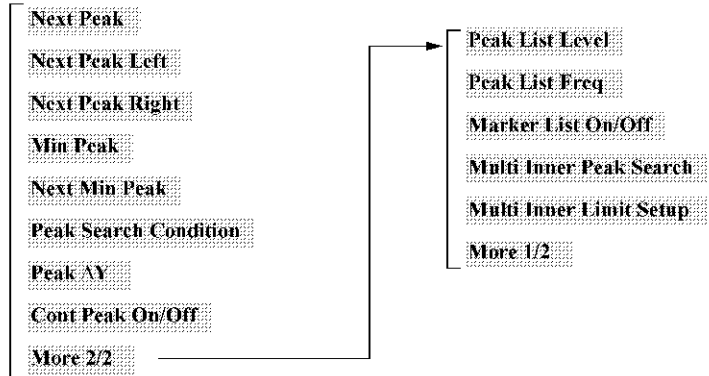 Next Peak
Next Peak Left
Next Peak Right
Min Peak
Next Min Peak
Peak Search Condition
Peak ΔY
Cont Peak On/Off
More 2/2
Peak List Level
Peak List Freq
Marker List On/Off
Multi Inner Peak Search
Multi Inner Limit Setup
More 1/2